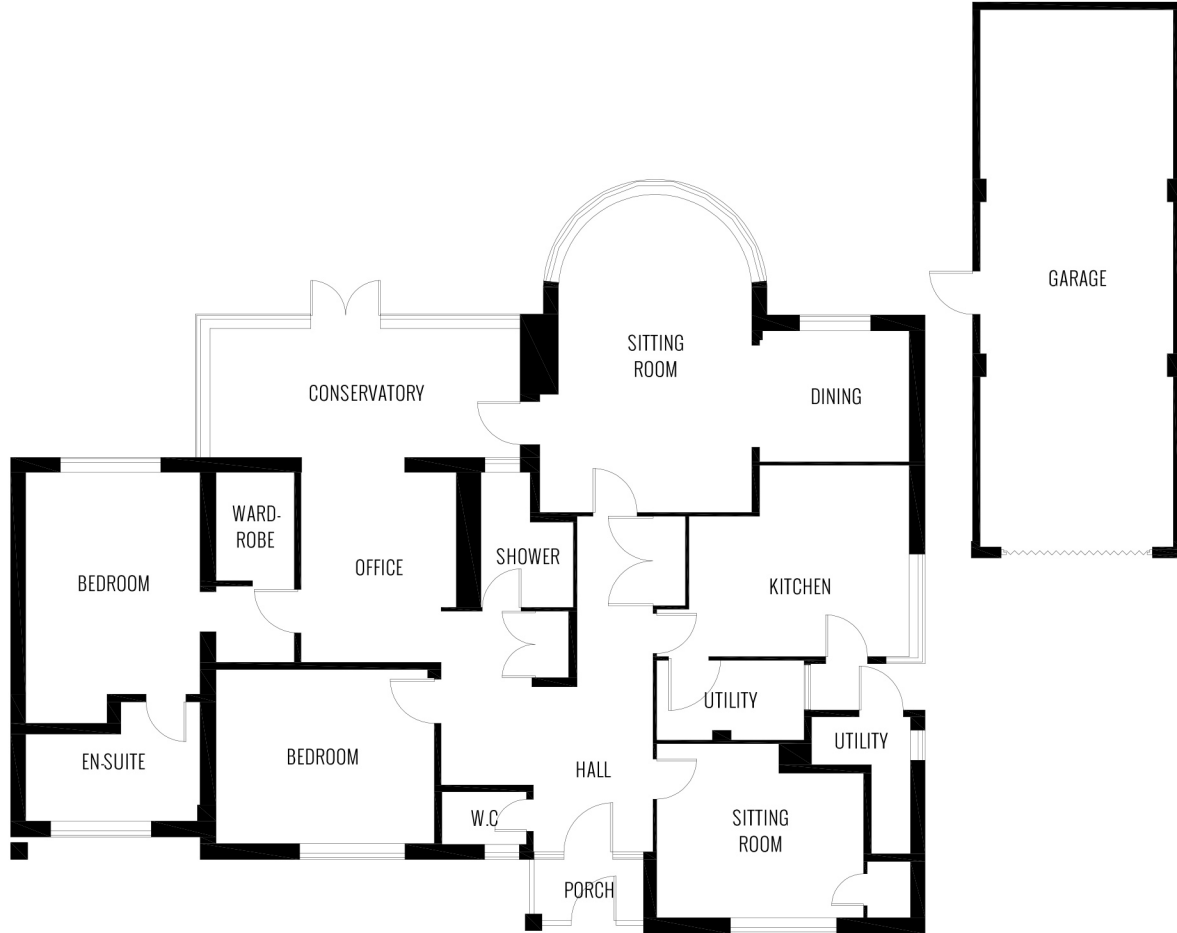 GARAGE
SITTING
ROOM
CONSERVATORY
DINING
WARD-
ROBE
SHOWER
OFFICE
BEDROOM
KITCHEN
UTILITY
UTILITY
EN-SUITE
BEDROOM
HALL
W.C
SITTING
ROOM
PORCH